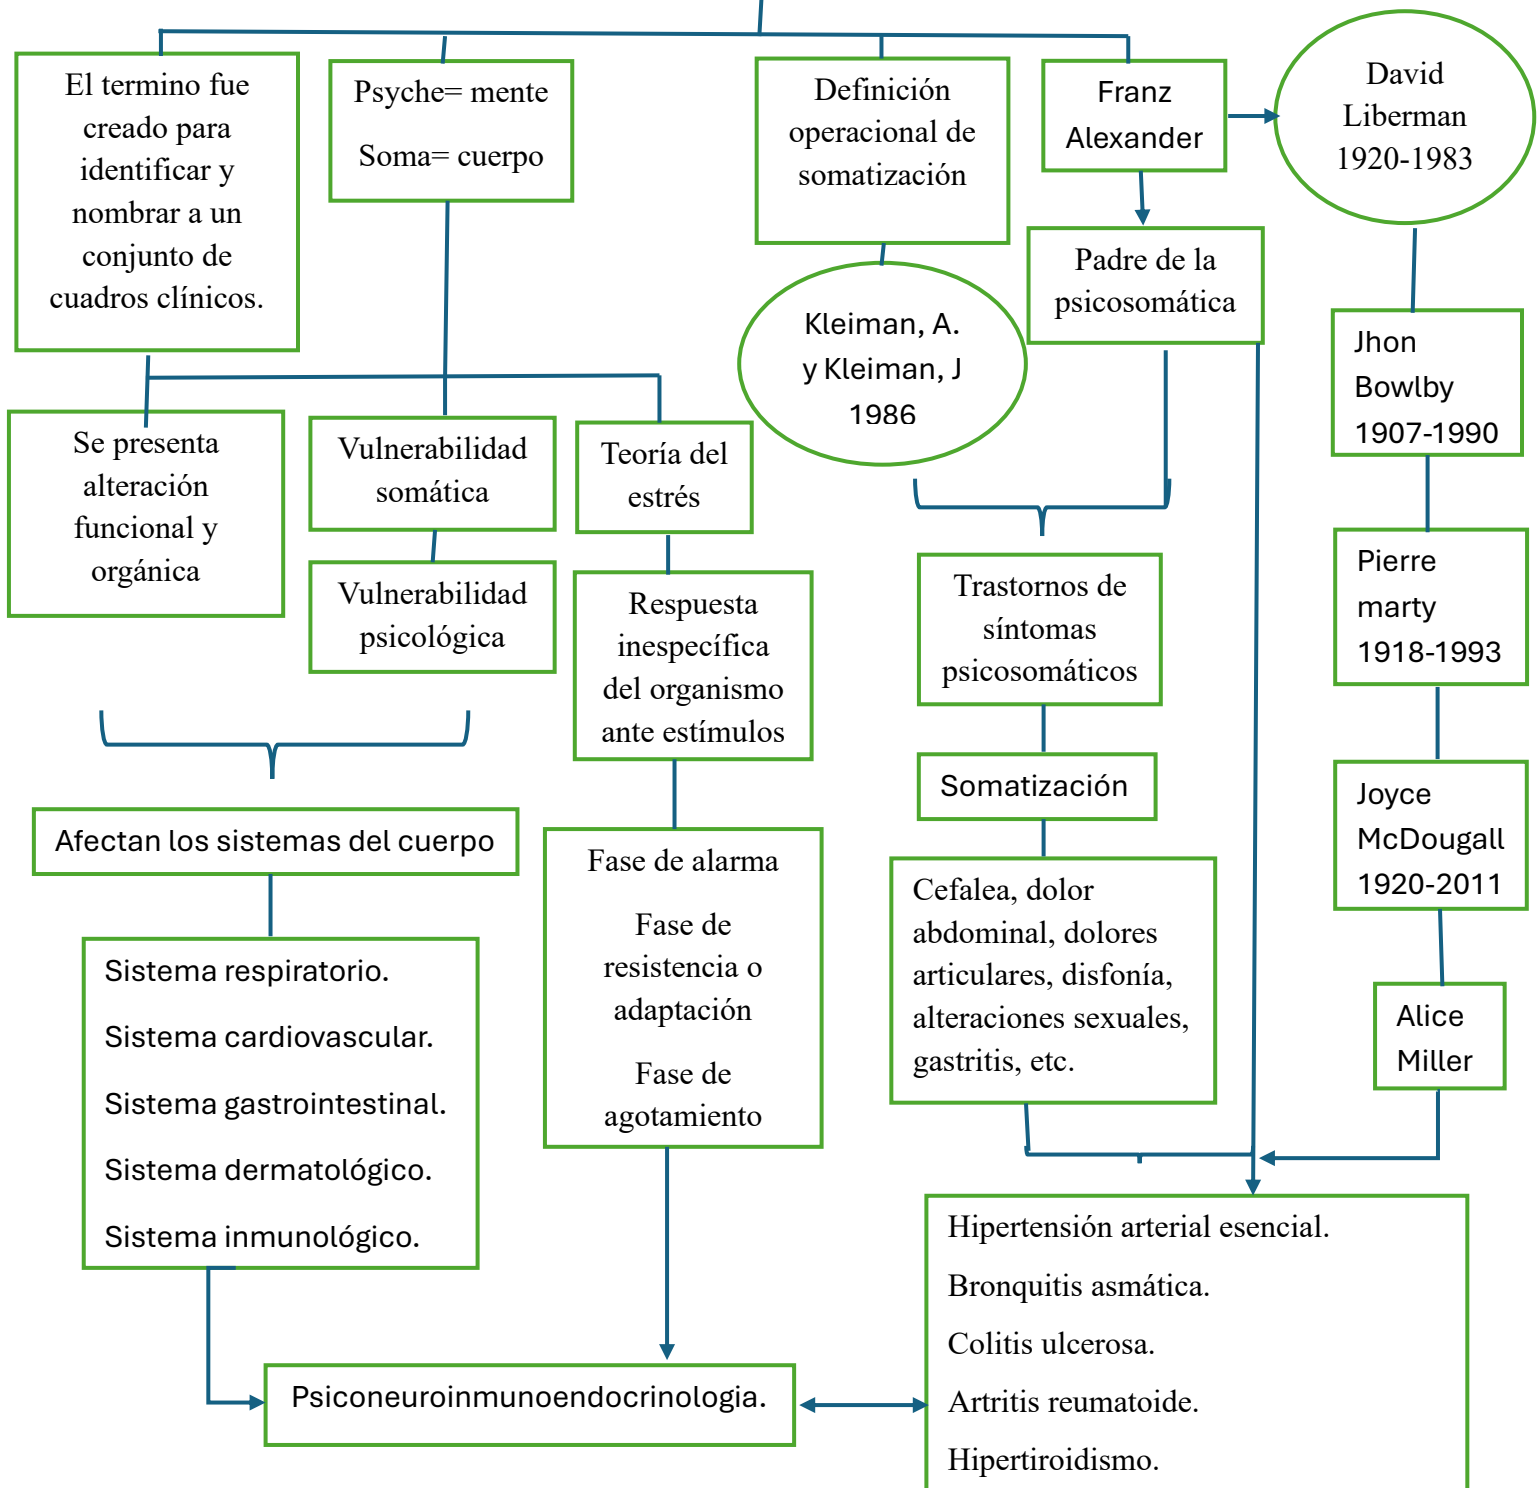 El termino fue
creado para
identificar y
nombrar a un
conjunto de
cuadros clínicos.
Psyche= mente
Soma= cuerpo
Definición
operacional de
somatización
Franz
Alexander
David
Liberman
1920-1983
Padre de la
psicosomática
Kleiman, A.
y Kleiman, J
1986
Jhon
Bowlby
1907-1990
Se presenta
alteración
funcional y
orgánica
Vulnerabilidad
somática
Teoría del
estrés
Vulnerabilidad
psicológica
Respuesta
inespecífica
del organismo
ante estímulos
Trastornos de
síntomas
psicosomáticos
Pierre
marty
1918-1993
Somatización
Joyce
McDougall
1920-2011
Afectan los sistemas del cuerpo
Fase de alarma
Fase de
resistencia o
adaptación
Fase de
agotamiento
Cefalea, dolor
abdominal, dolores
articulares, disfonía,
alteraciones sexuales,
gastritis, etc.
Alice
Miller
Sistema respiratorio.
Sistema cardiovascular.
Sistema gastrointestinal.
Sistema dermatológico.
Sistema inmunológico.
Hipertensión arterial esencial.
Bronquitis asmática.
Colitis ulcerosa.
Artritis reumatoide.
Hipertiroidismo.
Psiconeuroinmunoendocrinologia.